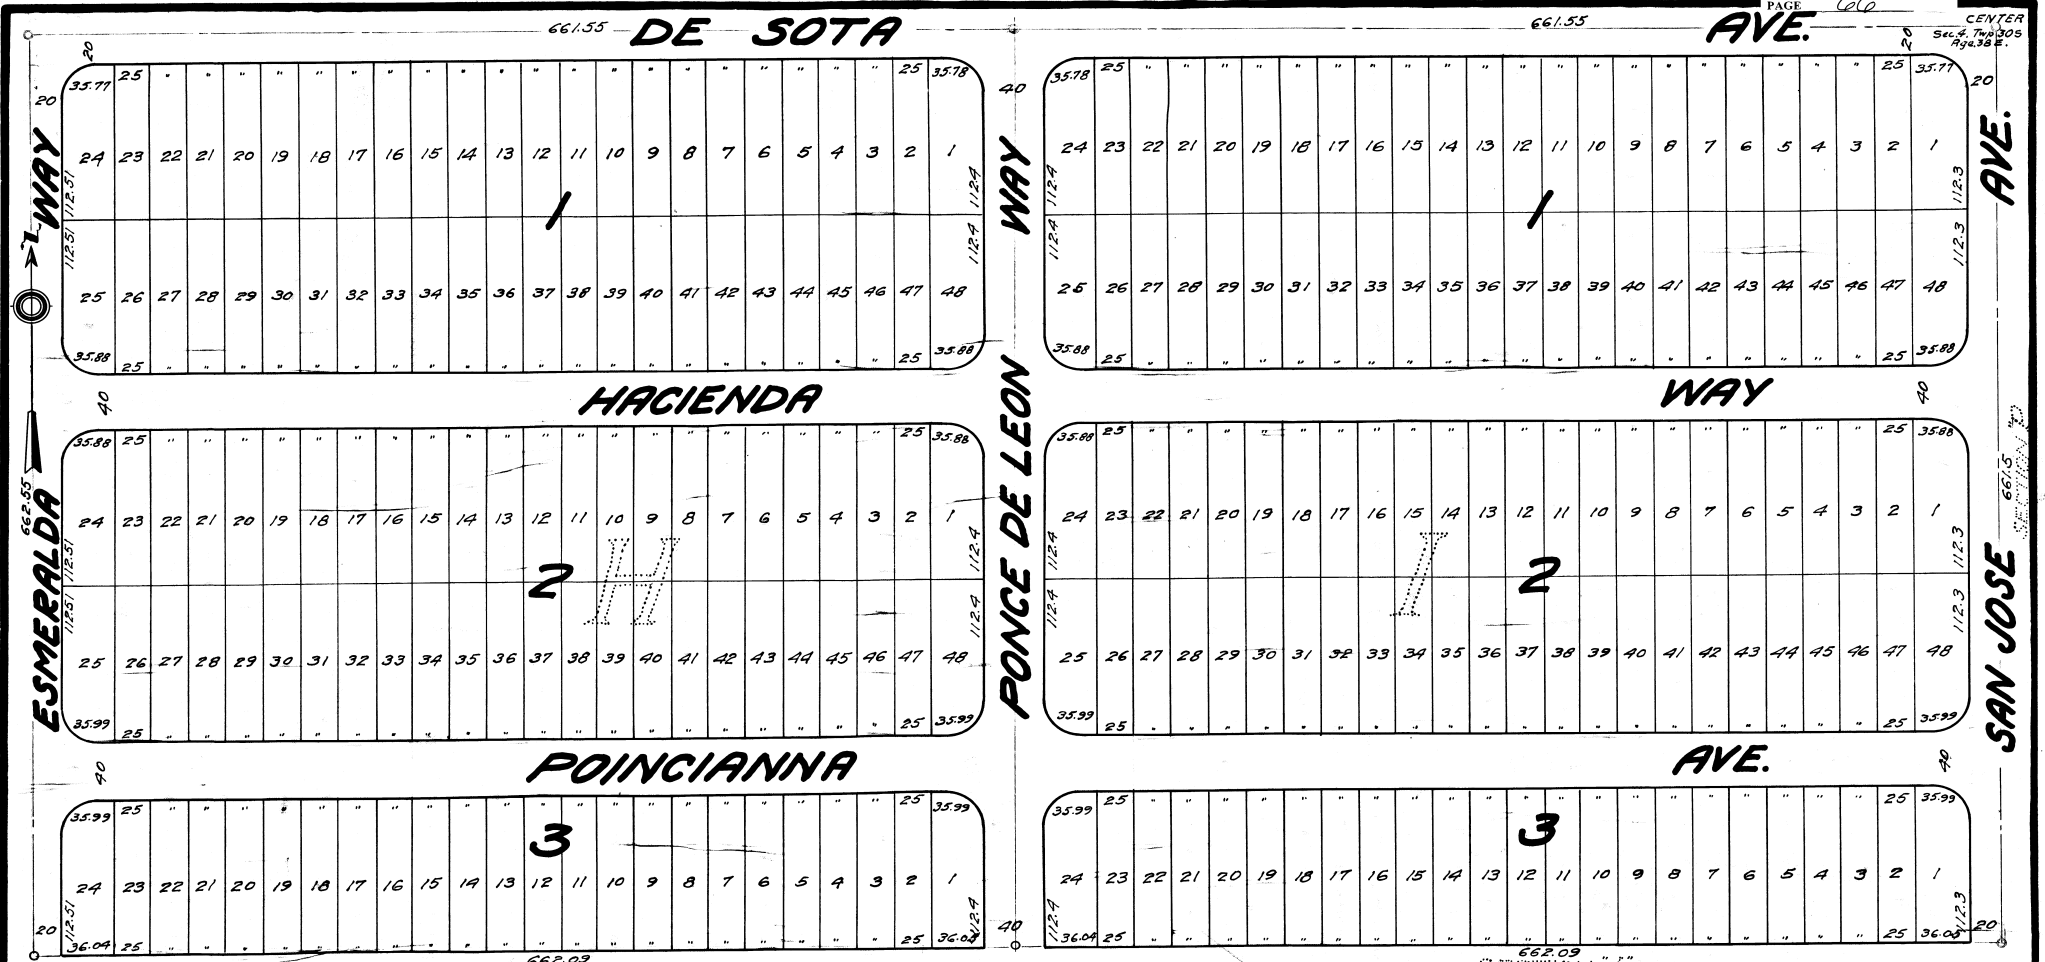 PAGE 66
661.55 DE SOTA 661.55 AVE. CENTER
Sec. 4. Twp 30S
Rge. 38 E.
20 20
35.77 25 " " " " " " " " " " " " " " " " " " " " 25 35.78 40 35.78 25 " " " " " " " " " " " " " " " " " " " " 25 35.77
20 20
WAY
24 23 22 21 20 19 18 17 16 15 14 13 12 11 10 9 8 7 6 5 4 3 2 1 WAY 24 23 22 21 20 19 18 17 16 15 14 13 12 11 10 9 8 7 6 5 4 3 2 1 AVE.
112.51 112.4 112.4 112.3
1 1
112.51 112.4 112.4 112.3
25 26 27 28 29 30 31 32 33 34 35 36 37 38 39 40 41 42 43 44 45 46 47 48 25 26 27 28 29 30 31 32 33 34 35 36 37 38 39 40 41 42 43 44 45 46 47 48
35.88 25 " " " " " " " " " " " " " " " " " " " " 25 35.88 35.88 25 " " " " " " " " " " " " " " " " " " " " 25 35.88
40 HACIENDA WAY 40
35.88 25 " " " " " " " " " " " " " " " " " " " " 25 35.88 35.88 25 " " " " " " " " " " " " " " " " " " " " 25 35.88
662.55 661.5
ESMERALDA PONCE DE LEON SAN JOSE
24 23 22 21 20 19 18 17 16 15 14 13 12 11 10 9 8 7 6 5 4 3 2 1 24 23 22 21 20 19 18 17 16 15 14 13 12 11 10 9 8 7 6 5 4 3 2 1
112.51 112.4 112.4 112.3
2 H I 2
112.51 112.4 112.4 112.3
25 26 27 28 29 30 31 32 33 34 35 36 37 38 39 40 41 42 43 44 45 46 47 48 25 26 27 28 29 30 31 32 33 34 35 36 37 38 39 40 41 42 43 44 45 46 47 48
35.99 25 " " " " " " " " " " " " " " " " " " " " 25 35.99 35.99 25 " " " " " " " " " " " " " " " " " " " " 25 35.99
40 POINCIANNA AVE. 40
35.99 25 " " " " " " " " " " " " " " " " " " " " 25 35.99 35.99 25 " " " " " " " " " " " " " " " " " " " " 25 35.99
3 3
24 23 22 21 20 19 18 17 16 15 14 13 12 11 10 9 8 7 6 5 4 3 2 1 24 23 22 21 20 19 18 17 16 15 14 13 12 11 10 9 8 7 6 5 4 3 2 1
112.51 112.4 112.4 112.3
20 40 20
36.04 25 " " " " " " " " " " " " " " " " " " " " 25 36.04 25 " " " " " " " " " " " " " " " " " " " " 25
662.09 662.09